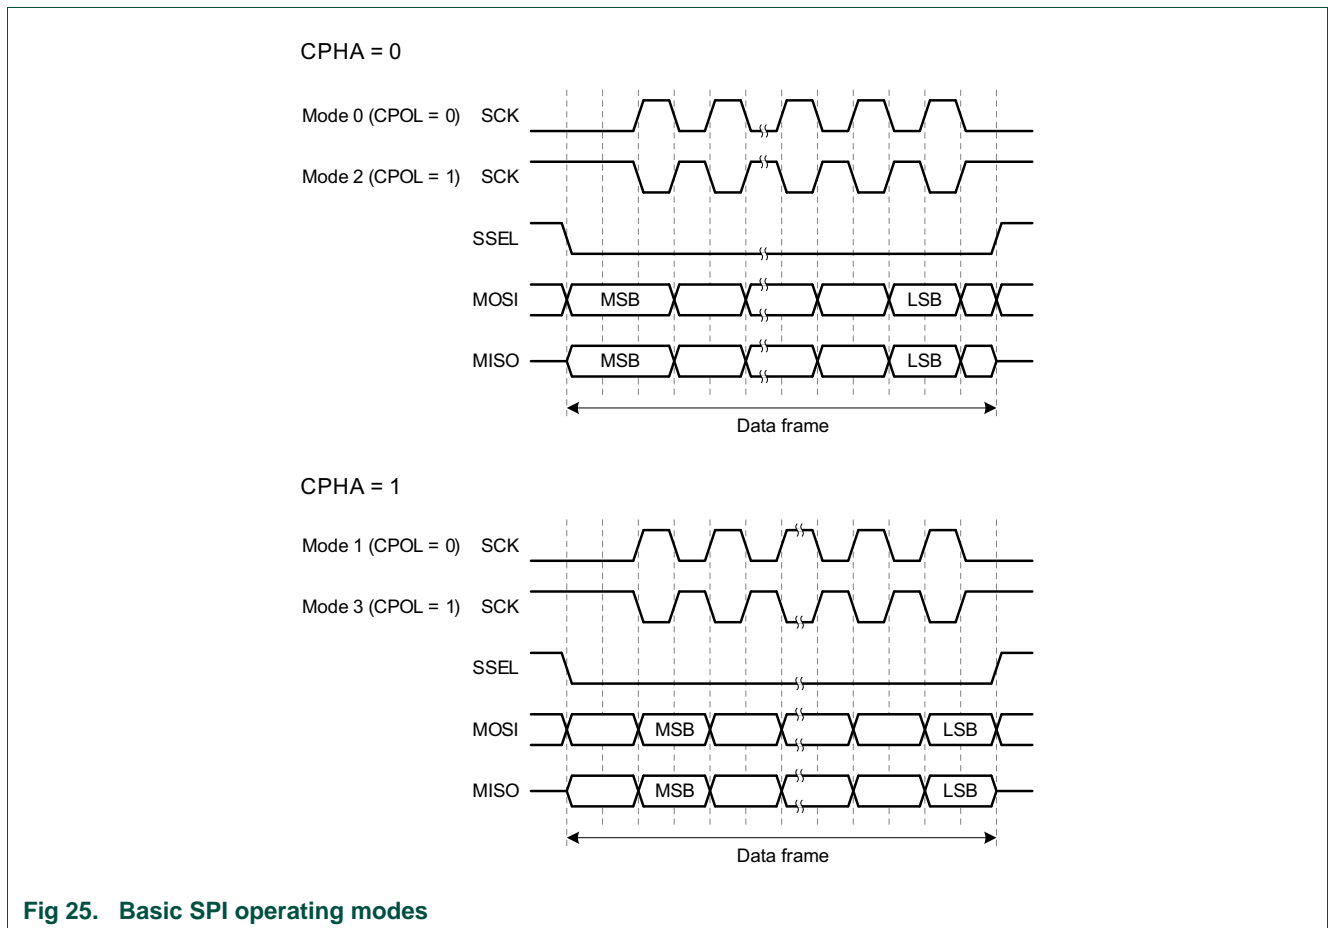 CPHA = 0
Mode 0 (CPOL = 0) SCK
Mode 2 (CPOL = 1) SCK
SSEL
MOSI MSB LSB
MISO MSB LSB
Data frame
CPHA = 1
Mode 1 (CPOL = 0) SCK
Mode 3 (CPOL = 1) SCK
SSEL
MOSI MSB LSB
MISO MSB LSB
Data frame
Fig 25. Basic SPI operating modes